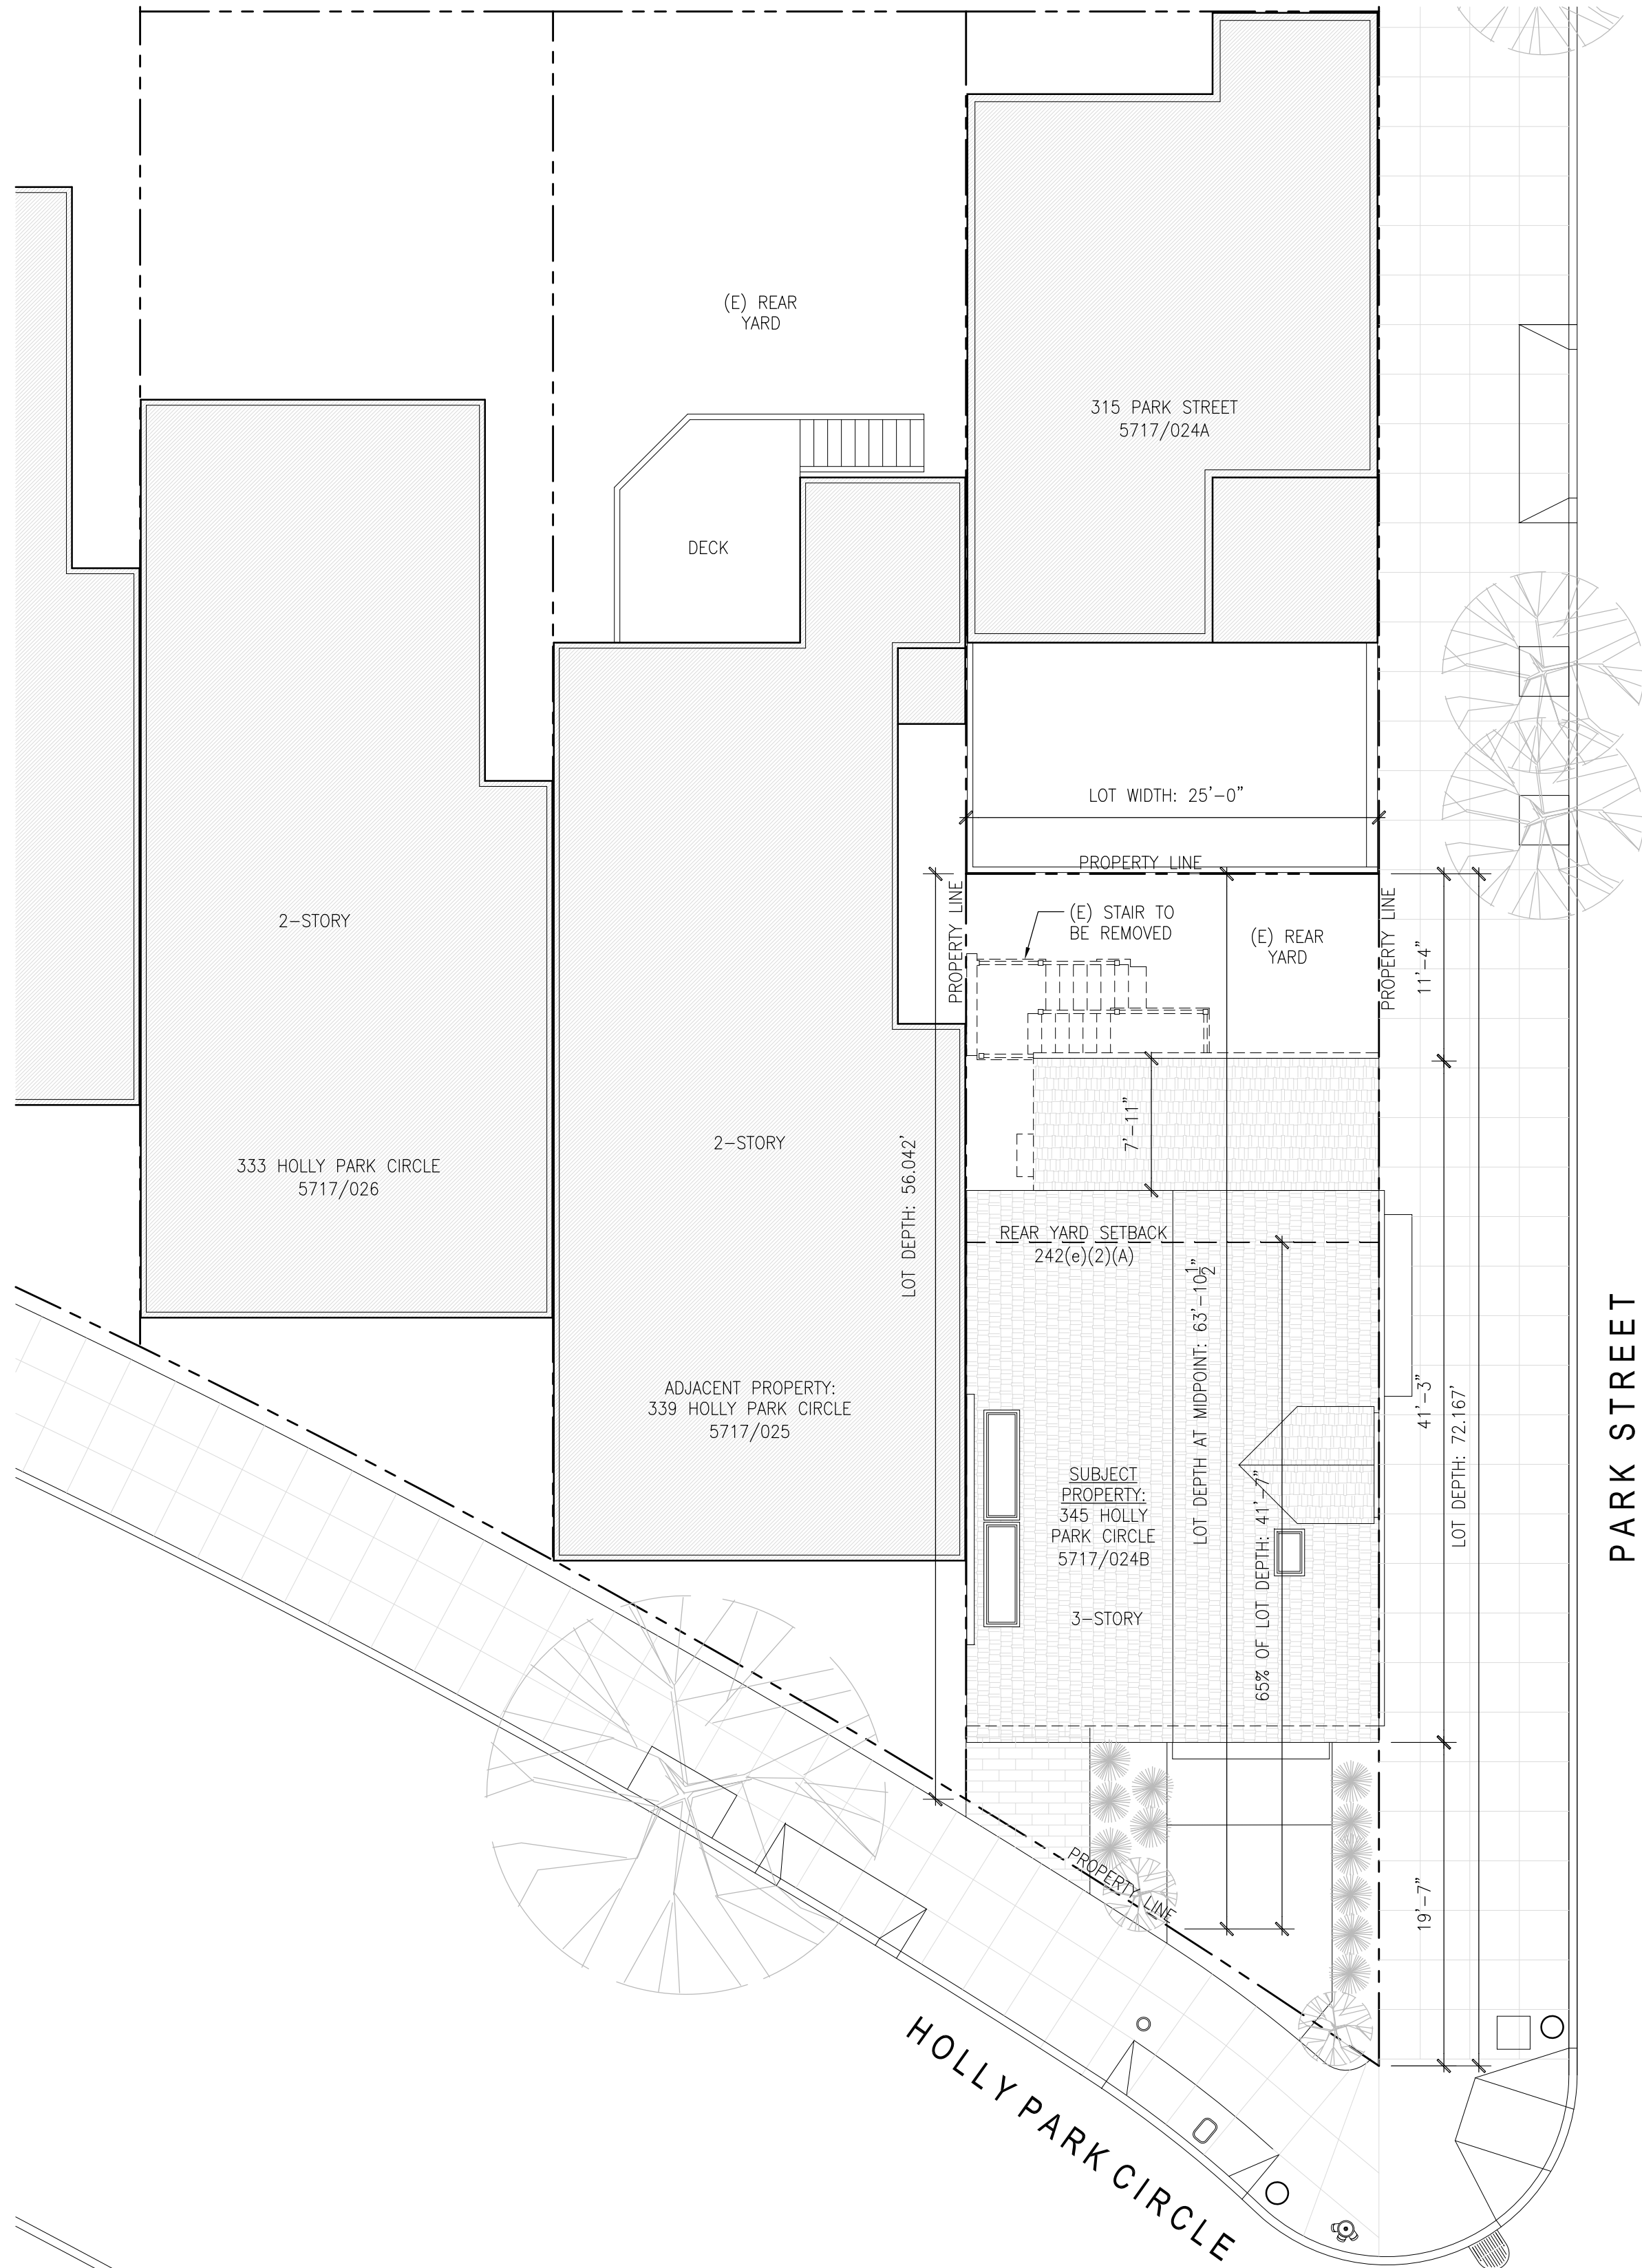 (E) REAR
YARD
315 PARK STREET
5717/024A
DECK
LOT WIDTH: 25'-0"
PROPERTY LINE
PROPERTY LINE
(E) STAIR TO
BE REMOVED
(E) REAR
YARD
PROPERTY LINE
11'-4"
2-STORY
333 HOLLY PARK CIRCLE
5717/026
2-STORY
LOT DEPTH: 56.042'
7'-11"
REAR YARD SETBACK
242(e)(2)(A)
LOT DEPTH AT MIDPOINT: 63'-10 1/2"
65% OF LOT DEPTH: 41'-7"
41'-3"
LOT DEPTH: 72.167'
PARK STREET
ADJACENT PROPERTY:
339 HOLLY PARK CIRCLE
5717/025
SUBJECT
PROPERTY:
345 HOLLY
PARK CIRCLE
5717/024B
3-STORY
PROPERTY LINE
19'-7"
HOLLY PARK CIRCLE